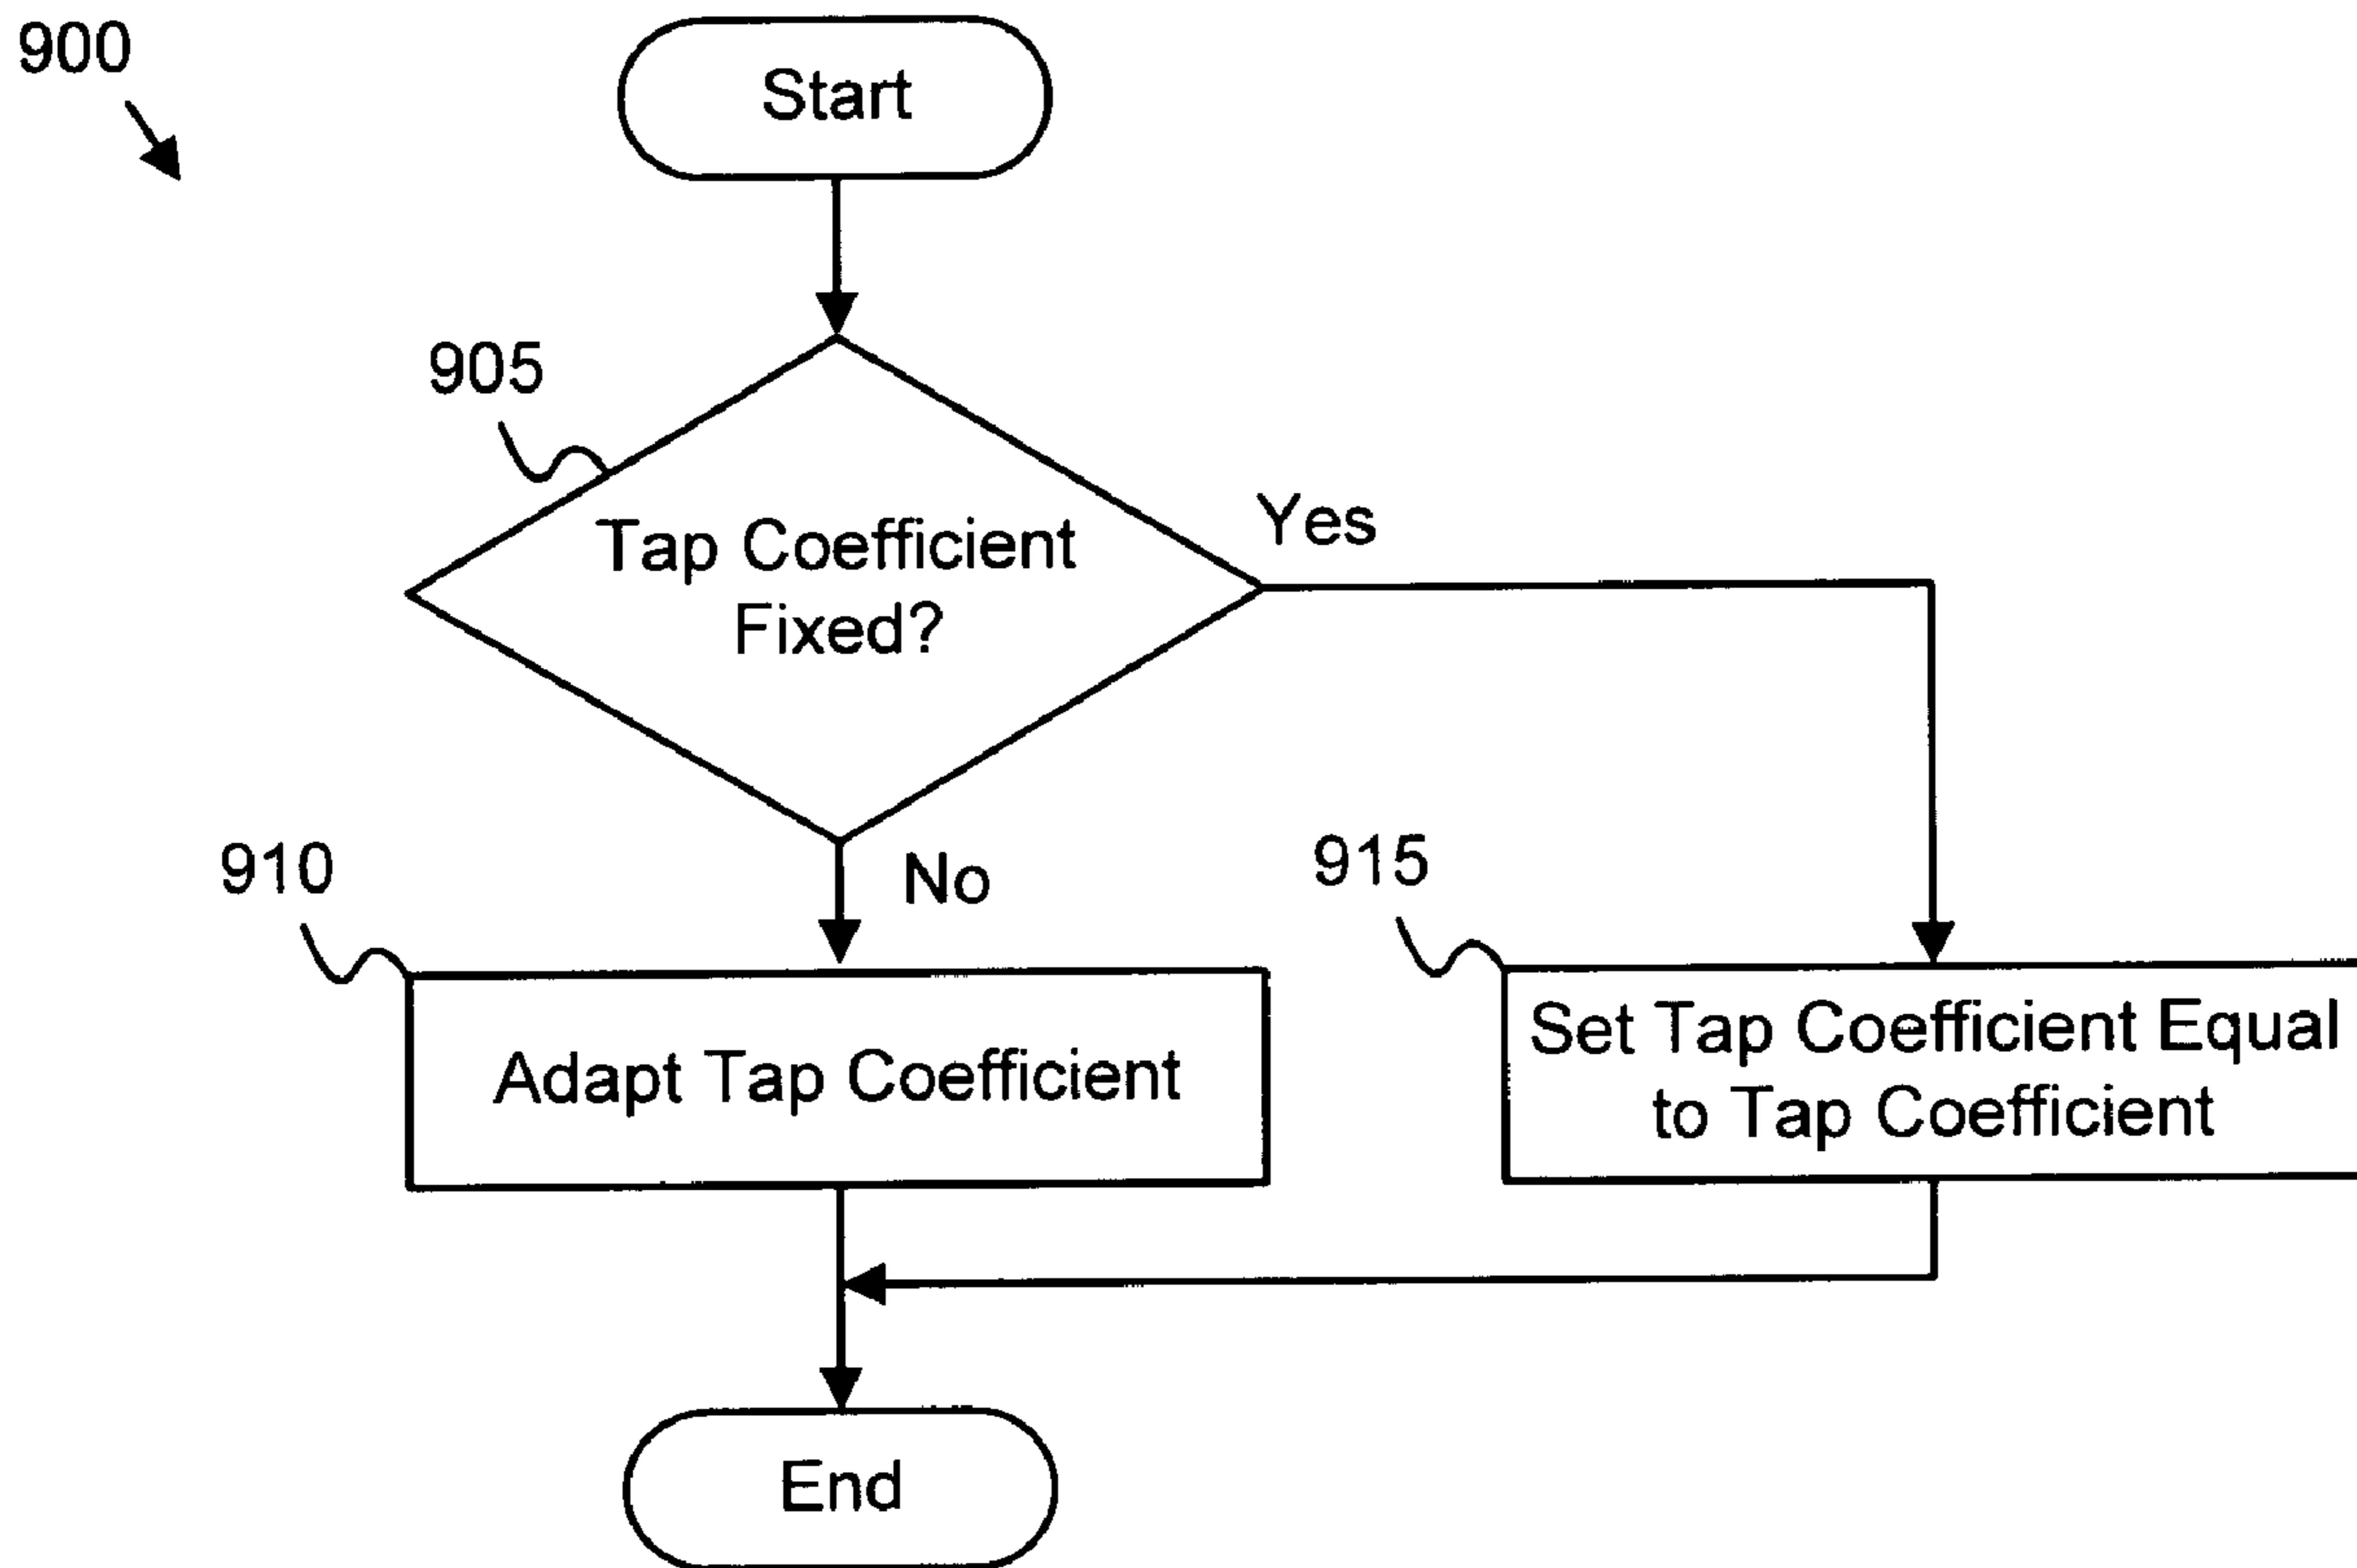 900
Start
905
Tap Coefficient
Fixed?
Yes
No
910
Adapt Tap Coefficient
915
Set Tap Coefficient Equal
to Tap Coefficient
End